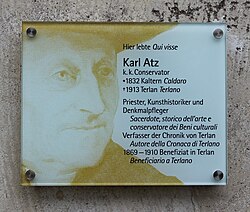 Hier lebte Qui visse
Karl Atz
k. k. Conservator
*1832 Kaltern Caldaro
†1913 Terlan Terlano
Priester, Kunsthistoriker und
Denkmalpfleger
Sacerdote, storico dell'arte e
conservatore dei Beni culturali
Verfasser der Chronik von Terlan
Autore della Cronaca di Terlano
1869–1910 Benefiziat in Terlan
Beneficiario a Terlano